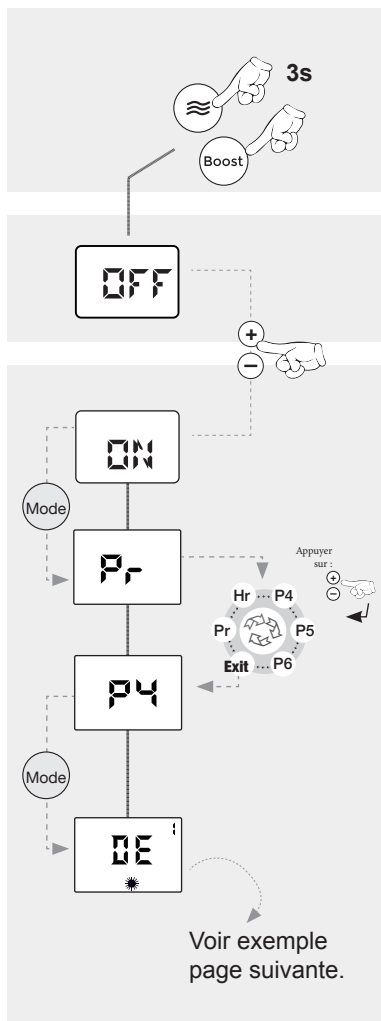 3s
Boost
OFF
+
−
ON
Mode
Pr
Appuyer
sur :
+
−
Hr
P4
Pr
P5
Exit
P6
P4
Mode
1
DE
Voir exemple
page suivante.